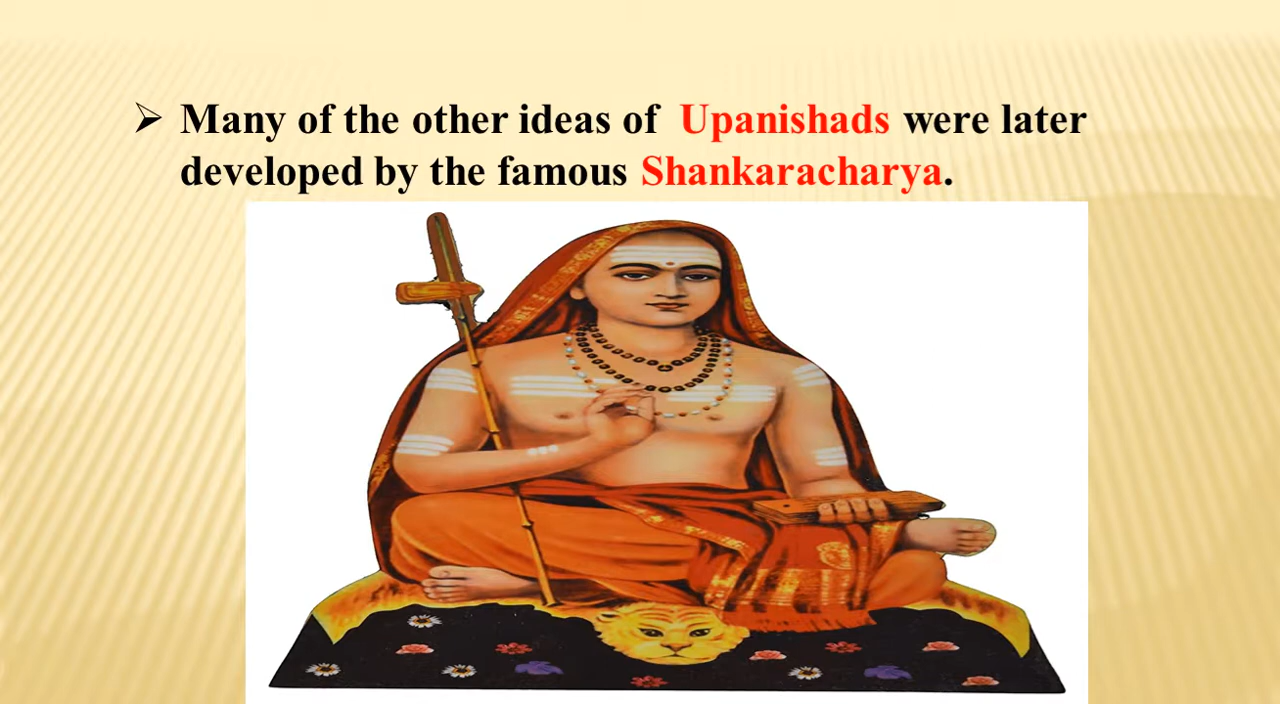 ➢ Many of the other ideas of Upanishads were later
developed by the famous Shankaracharya.